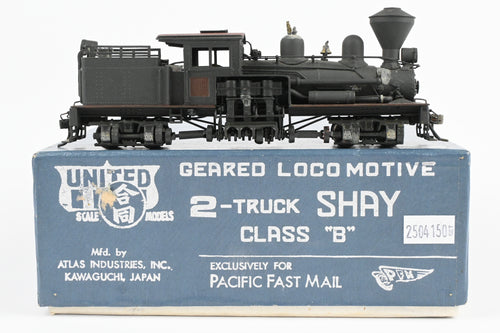 UNITED
合同
SCALE MODELS
Mfd. by
ATLAS INDUSTRIES, INC.
KAWAGUCHI, JAPAN
GEARED LOCOMOTIVE
2-TRUCK SHAY
CLASS "B"
EXCLUSIVELY FOR
PACIFIC FAST MAIL
PFM
2504150